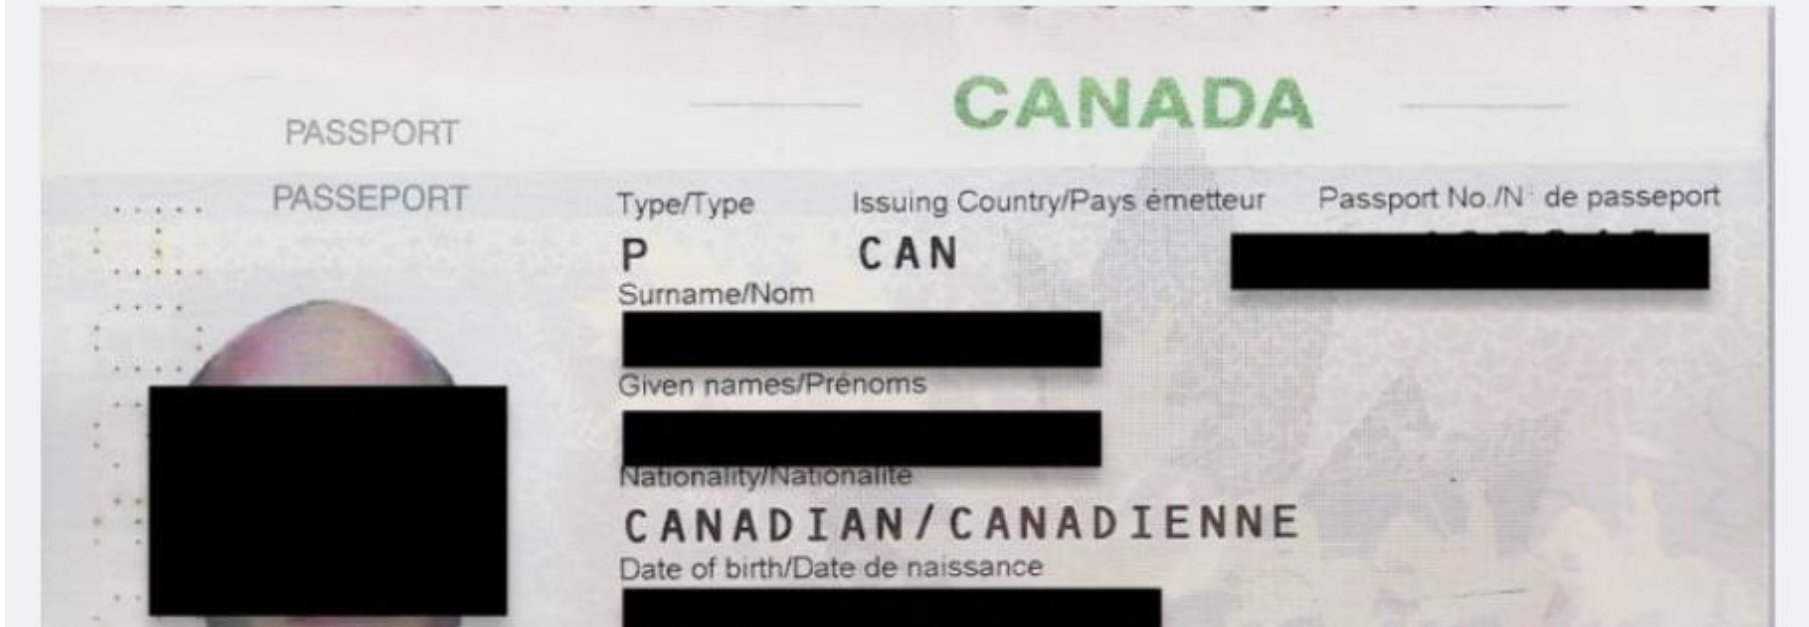 CANADA
PASSPORT
PASSEPORT
Type/Type Issuing Country/Pays émetteur Passport No./N° de passeport
P CAN
Surname/Nom
Given names/Prénoms
Nationality/Nationalité
CANADIAN/CANADIENNE
Date of birth/Date de naissance